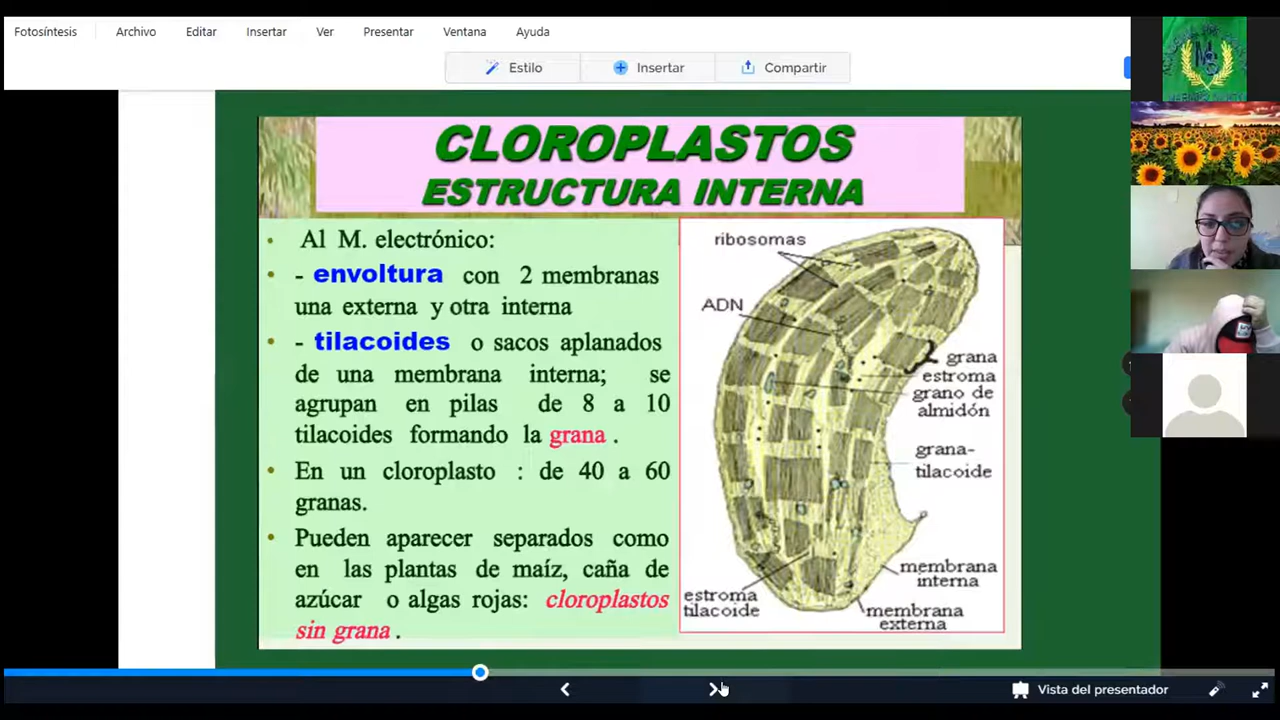 Fotosíntesis
Archivo
Editar
Insertar
Ver
Presentar
Ventana
Ayuda
Estilo
Insertar
Compartir
CLOROPLASTOS
ESTRUCTURA INTERNA
• Al M. electrónico:
• - envoltura con 2 membranas
una externa y otra interna
• - tilacoides o sacos aplanados
de una membrana interna; se
agrupan en pilas de 8 a 10
tilacoides formando la grana .
• En un cloroplasto : de 40 a 60
granas.
• Pueden aparecer separados como
en las plantas de maíz, caña de
azúcar o algas rojas: cloroplastos
sin grana .
ribosomas
ADN
grana
estroma
grano de
almidón
grana-
tilacoide
membrana
interna
estroma
tilacoide
membrana
externa
Vista del presentador